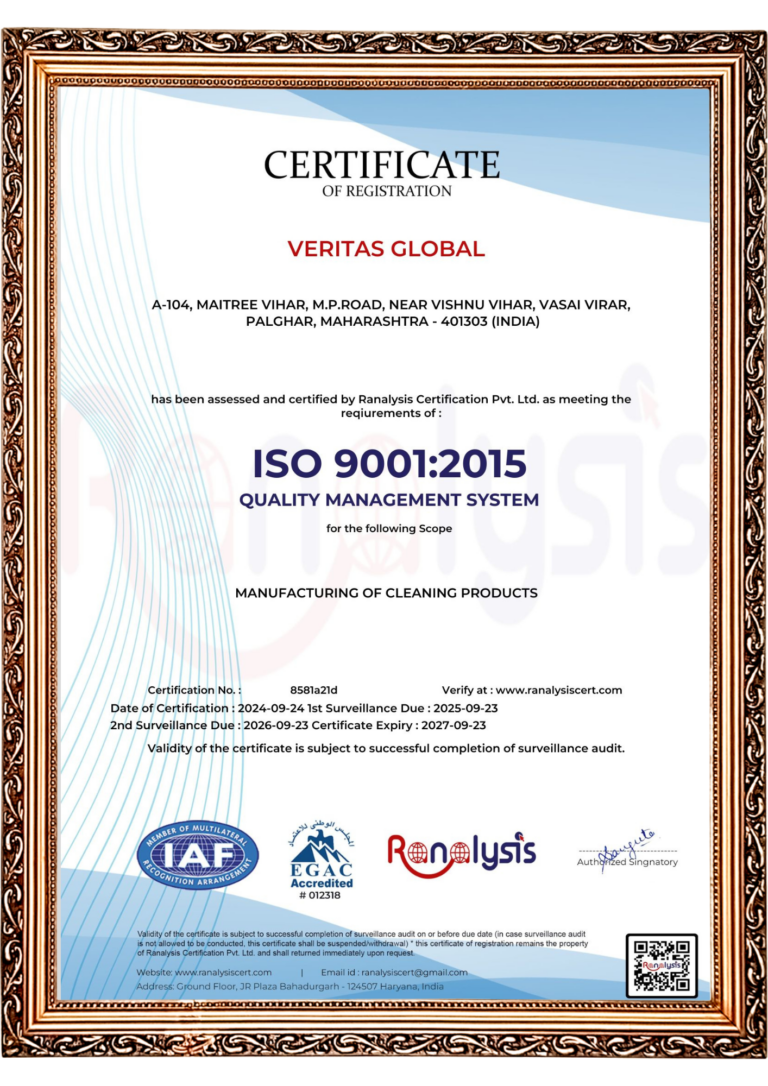 CERTIFICATE
OF REGISTRATION
VERITAS GLOBAL
A-104, MAITREE VIHAR, M.P.ROAD, NEAR VISHNU VIHAR, VASAI VIRAR,
PALGHAR, MAHARASHTRA - 401303 (INDIA)
has been assessed and certified by Ranalysis Certification Pvt. Ltd. as meeting the
reqiurements of :
ISO 9001:2015
QUALITY MANAGEMENT SYSTEM
for the following Scope
MANUFACTURING OF CLEANING PRODUCTS
Certification No. : 8581a21d Verify at : www.ranalysiscert.com
Date of Certification : 2024-09-24 1st Surveillance Due : 2025-09-23
2nd Surveillance Due : 2026-09-23 Certificate Expiry : 2027-09-23
Validity of the certificate is subject to successful completion of surveillance audit.
MEMBER OF MULTILATERAL
IAF
RECOGNITION ARRANGEMENT
المجلس الوطني للاعتماد
EGAC
Accredited
# 012318
Ranalysis
Authorized Singnatory
Validity of the certificate is subject to successful completion of surveillance audit on or before due date (in case surveillance audit
is not allowed to be conducted, this certificate shall be suspended/withdrawal) * this certificate of registration remains the property
of Ranalysis Certification Pvt. Ltd. and shall returned immediately upon request.
Website: www.ranalysiscert.com | Email id : ranalysiscert@gmail.com
Address: Ground Floor, JR Plaza Bahadurgarh - 124507 Haryana, India
Ranalysis